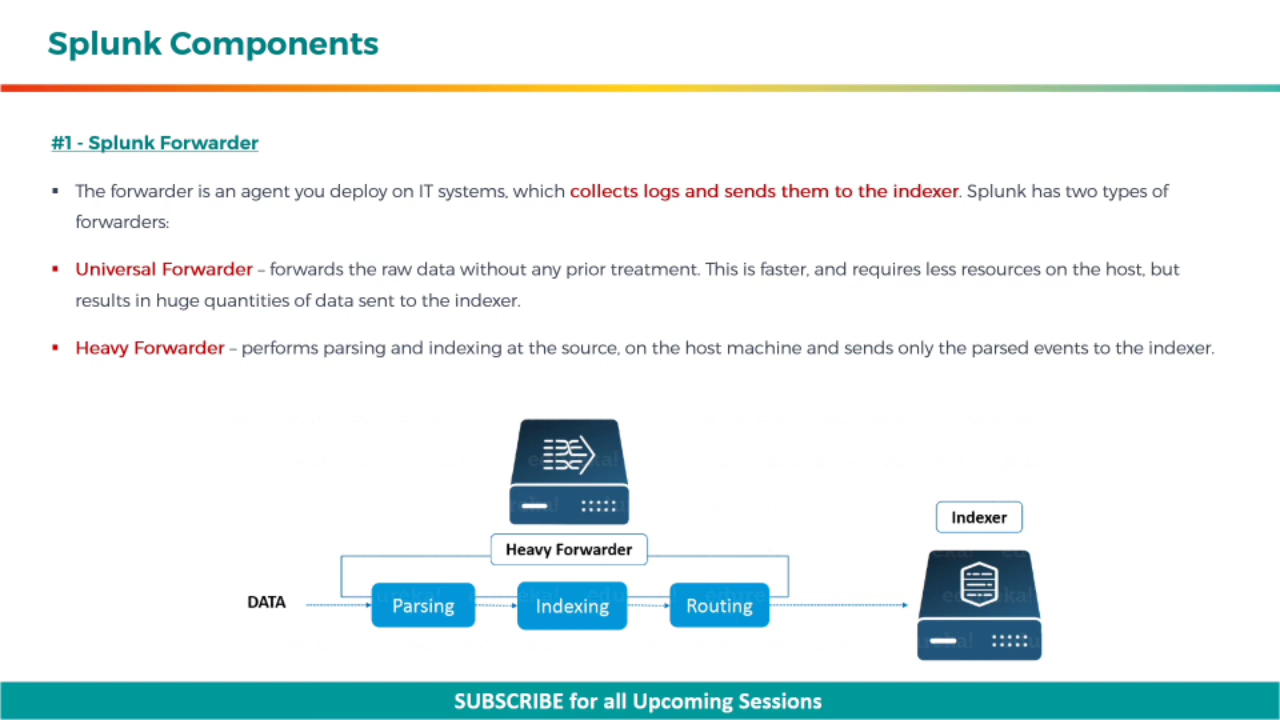 Splunk Components
#1 - Splunk Forwarder
▪ The forwarder is an agent you deploy on IT systems, which collects logs and sends them to the indexer. Splunk has two types of
forwarders:
▪ Universal Forwarder – forwards the raw data without any prior treatment. This is faster, and requires less resources on the host, but
results in huge quantities of data sent to the indexer.
▪ Heavy Forwarder – performs parsing and indexing at the source, on the host machine and sends only the parsed events to the indexer.
Indexer
Heavy Forwarder
DATA
Parsing
Indexing
Routing
SUBSCRIBE for all Upcoming Sessions